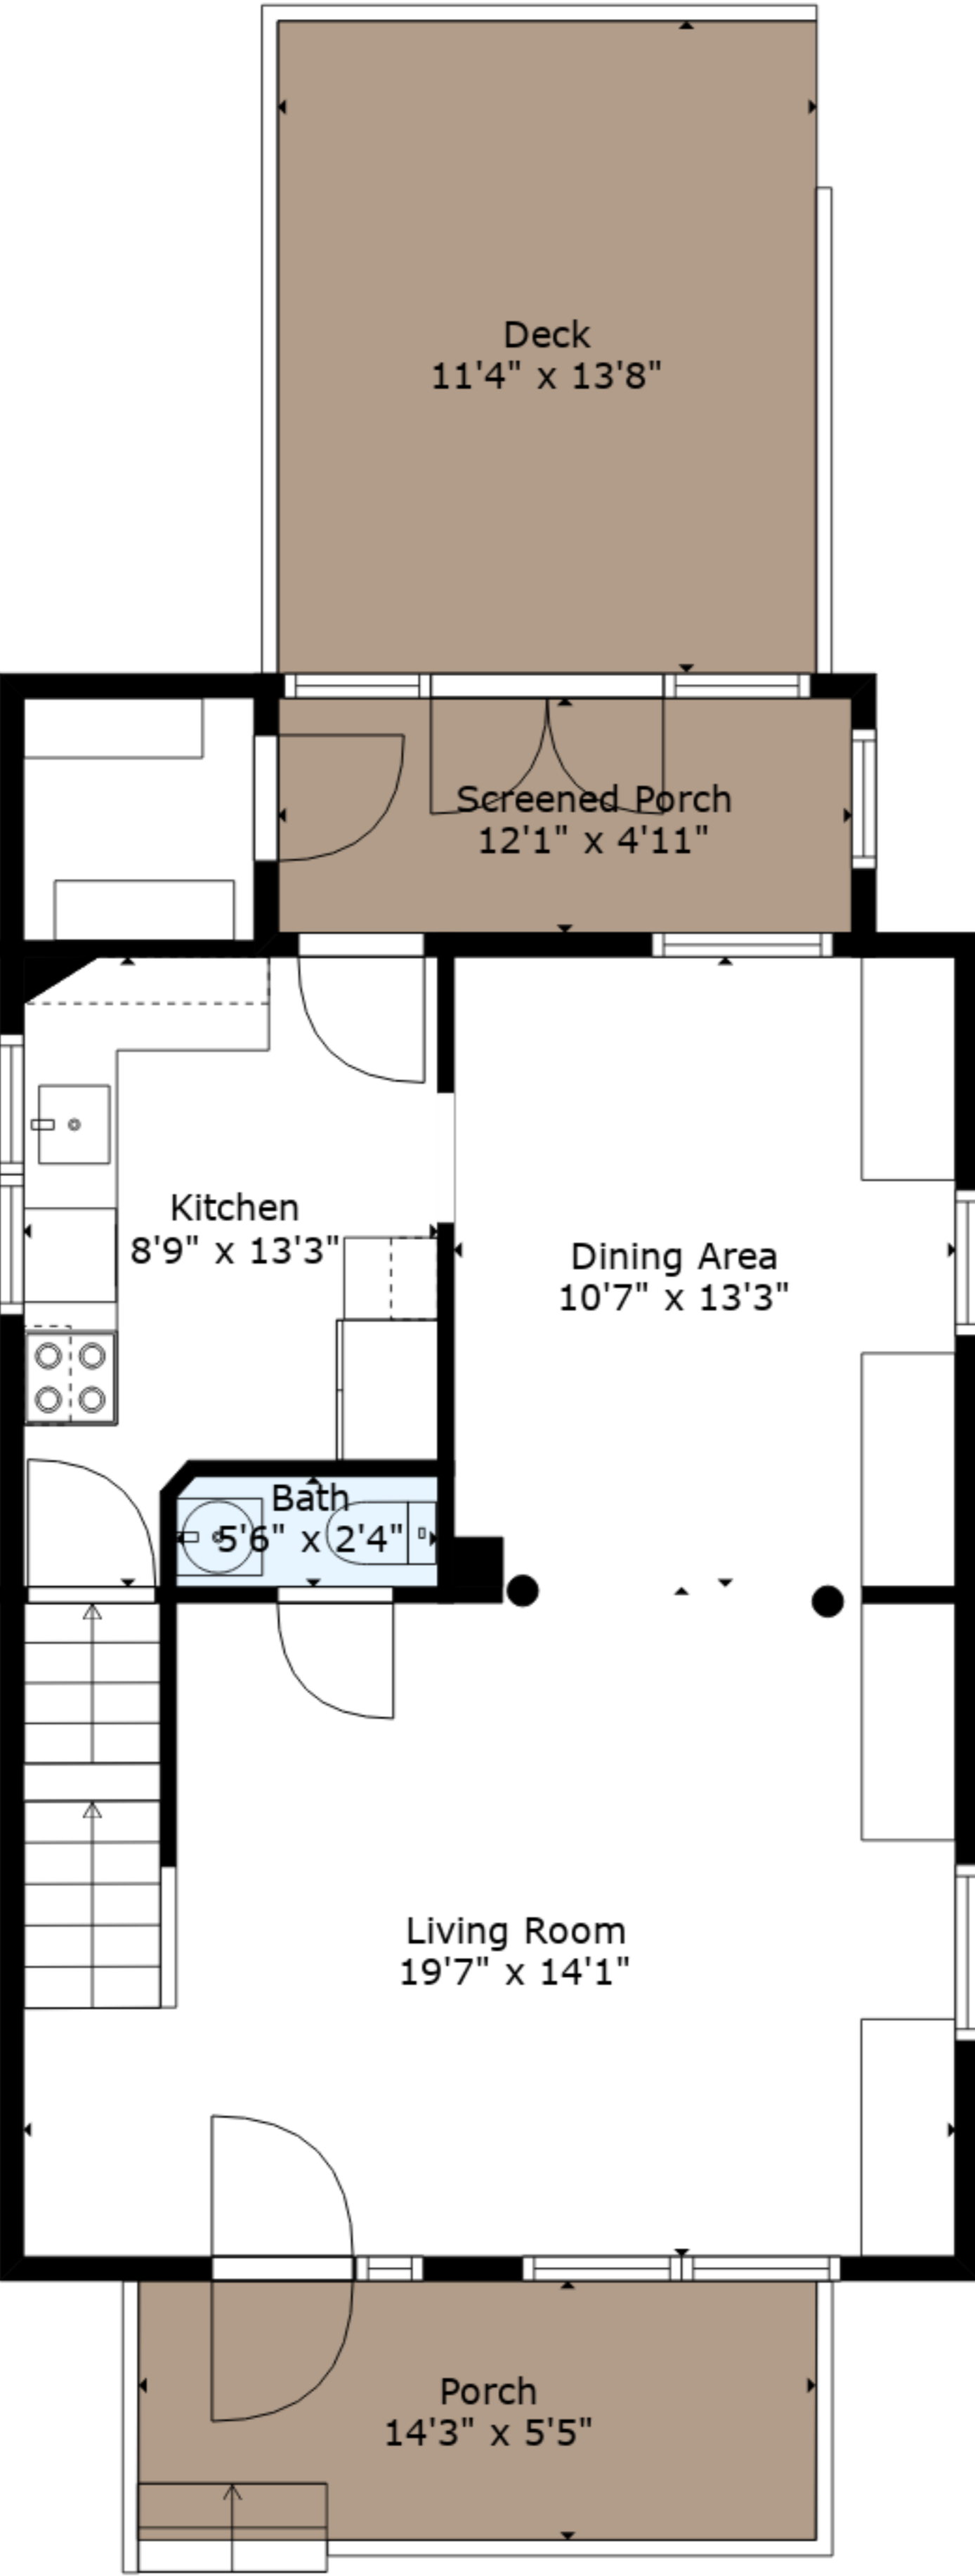 Deck
11'4" x 13'8"
Screened Porch
12'1" x 4'11"
Kitchen
8'9" x 13'3"
Dining Area
10'7" x 13'3"
Bath
5'6" x 2'4"
Living Room
19'7" x 14'1"
Porch
14'3" x 5'5"